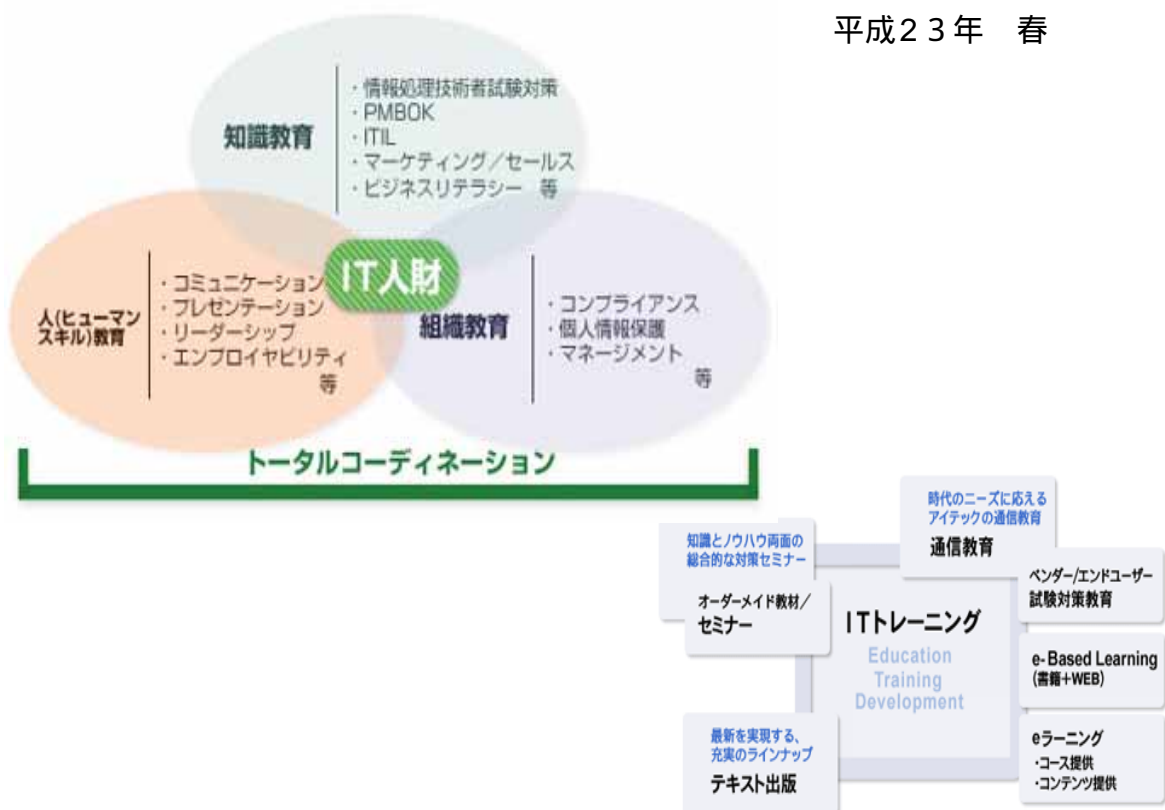 平成２３年　春
知識教育
・情報処理技術者試験対策
・PMBOK
・ITIL
・マーケティング／セールス
・ビジネスリテラシー　等
IT人財
人(ヒューマン
スキル)教育
・コミュニケーション
・プレゼンテーション
・リーダーシップ
・エンプロイヤビリティ
等
組織教育
・コンプライアンス
・個人情報保護
・マネージメント
等
トータルコーディネーション
時代のニーズに応える
アイテックの通信教育
通信教育
知識とノウハウ両面の
総合的な対策セミナー
オーダーメイド教材/
セミナー
ITトレーニング
Education
Training
Development
ベンダー/エンドユーザー
試験対策教育
e-Based Learning
(書籍＋WEB)
eラーニング
・コース提供
・コンテンツ提供
最新を実現する、
充実のラインナップ
テキスト出版